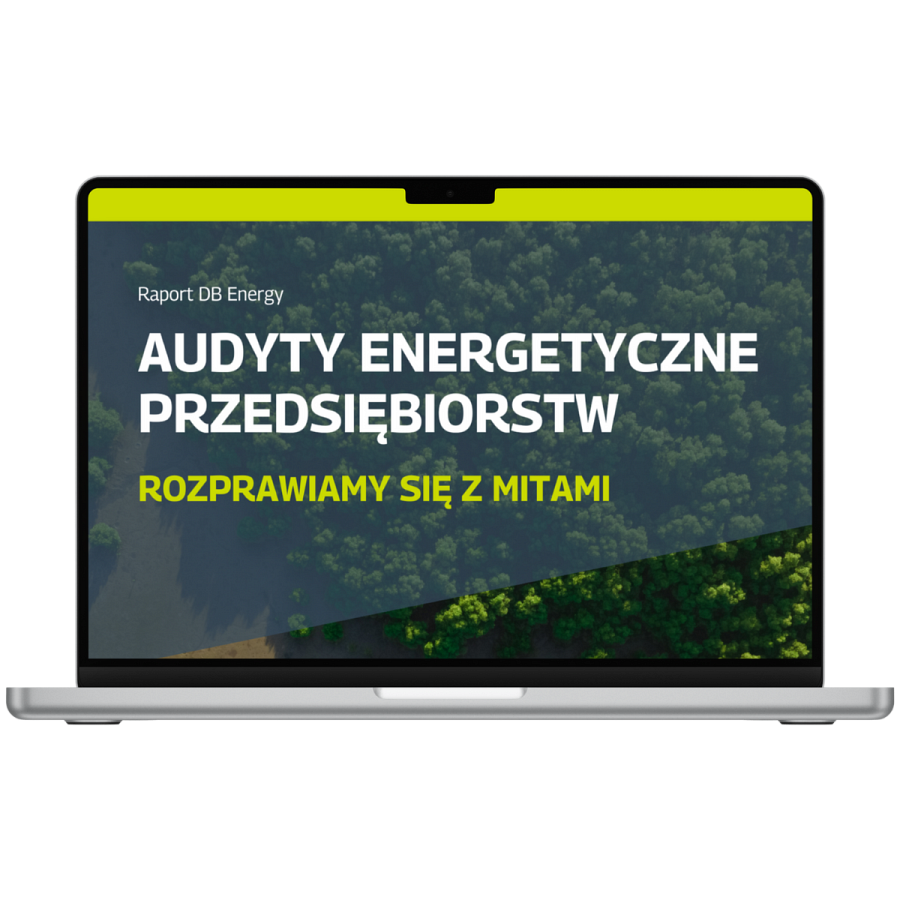 Raport DB Energy
AUDYTY ENERGETYCZNE
PRZEDSIĘBIORSTW
ROZPRAWIAMY SIĘ Z MITAMI